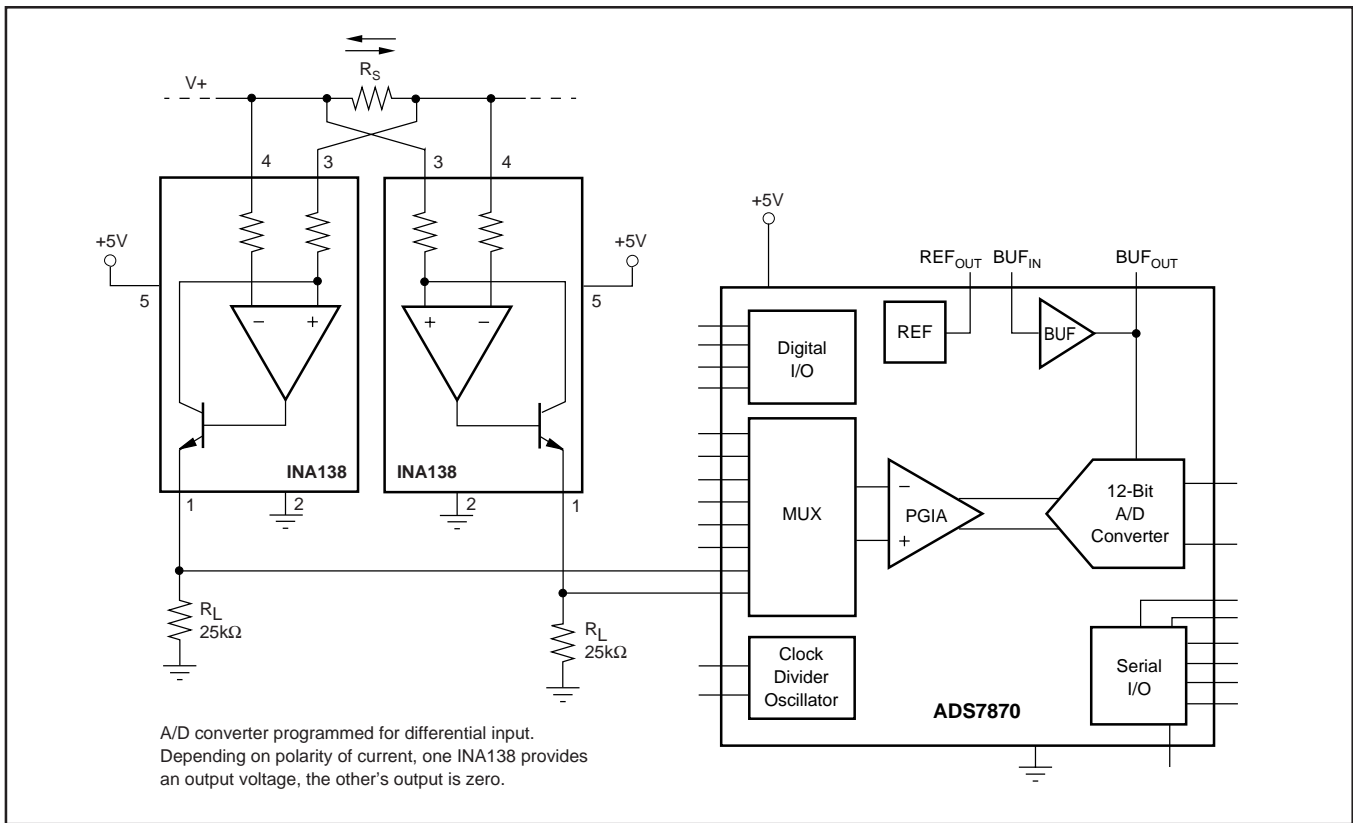 R_S
V+
4
3
3
4
+5V
+5V
5
5
−
+
+
−
INA138
INA138
1
2
2
1
R_L
25kΩ
R_L
25kΩ
+5V
REF_OUT
BUF_IN
BUF_OUT
REF
BUF
Digital
I/O
MUX
−
PGIA
+
12-Bit
A/D
Converter
Clock
Divider
Oscillator
Serial
I/O
ADS7870
A/D converter programmed for differential input.
Depending on polarity of current, one INA138 provides
an output voltage, the other's output is zero.